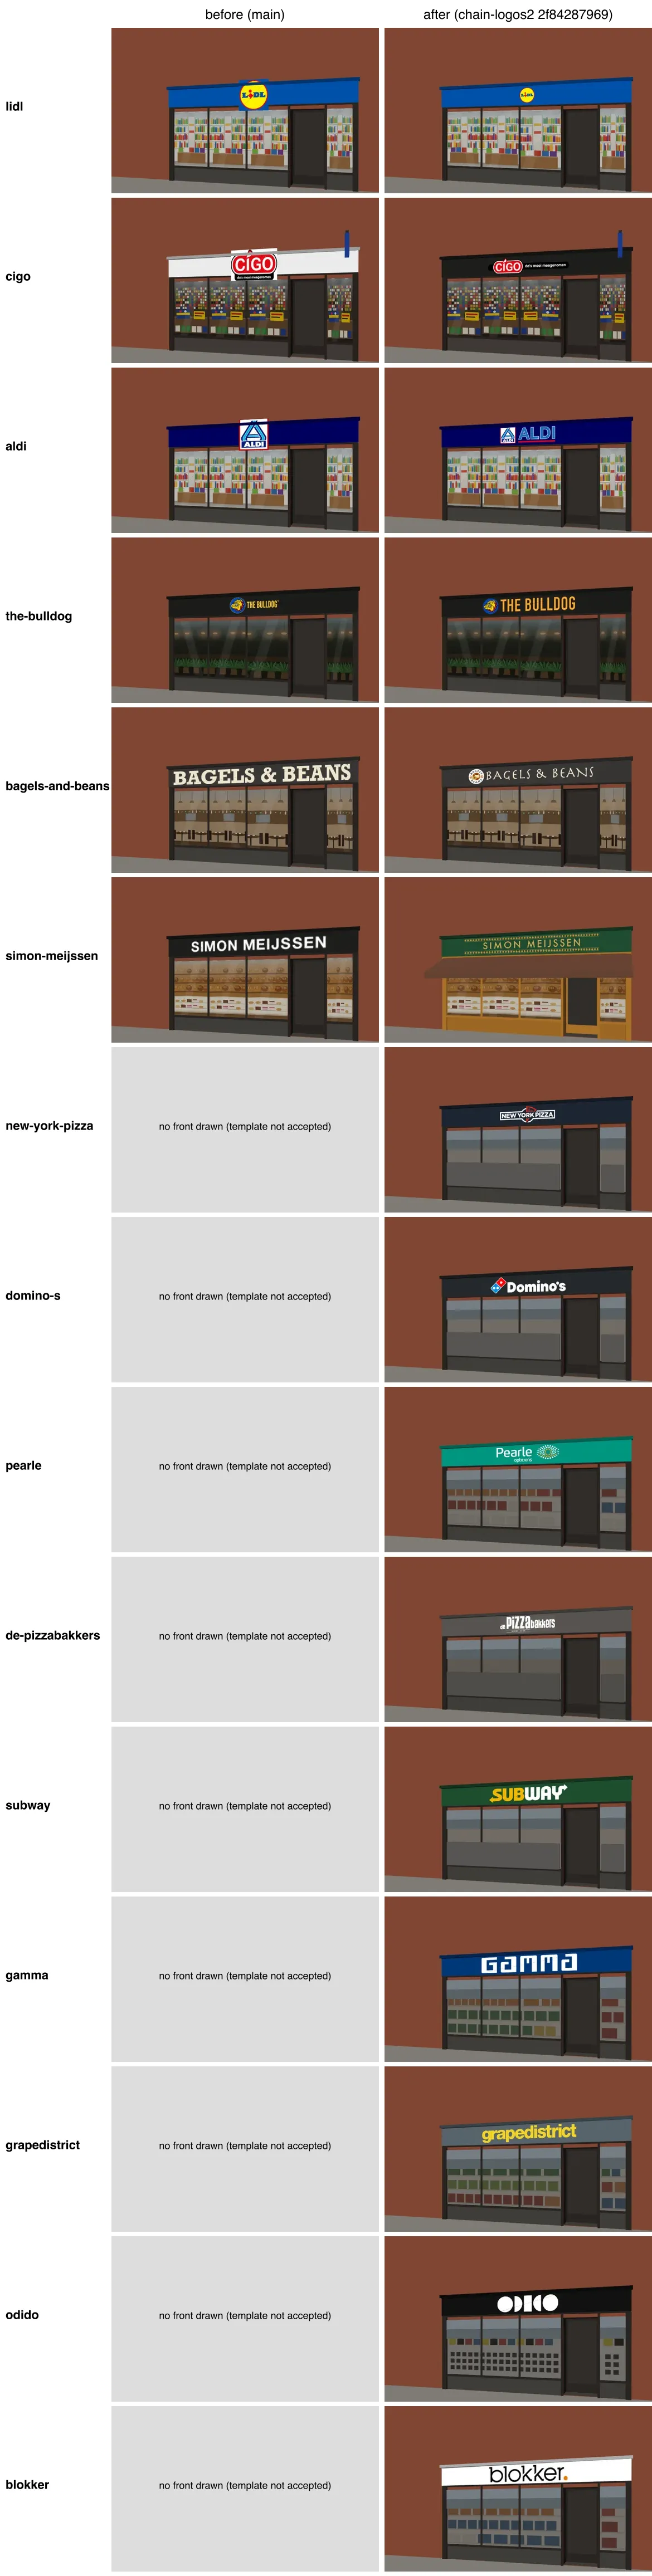 before (main)
after (chain-logos2 2f84287969)
lidl
LIDL
LIDL
cigo
CIGO
CIGO
aldi
ALDI
ALDI
the-bulldog
THE BULLDOG
THE BULLDOG
bagels-and-beans
BAGELS & BEANS
BAGELS & BEANS
simon-meijssen
SIMON MEIJSSEN
SIMON MEIJSSEN
new-york-pizza
no front drawn (template not accepted)
NEW YORK PIZZA
domino-s
no front drawn (template not accepted)
Domino's
pearle
no front drawn (template not accepted)
Pearle
opticiens
de-pizzabakkers
no front drawn (template not accepted)
de PIZZAbakkers
subway
no front drawn (template not accepted)
SUBWAY
gamma
no front drawn (template not accepted)
GAMMA
grapedistrict
no front drawn (template not accepted)
grapedistrict
odido
no front drawn (template not accepted)
ODIDO
blokker
no front drawn (template not accepted)
blokker.